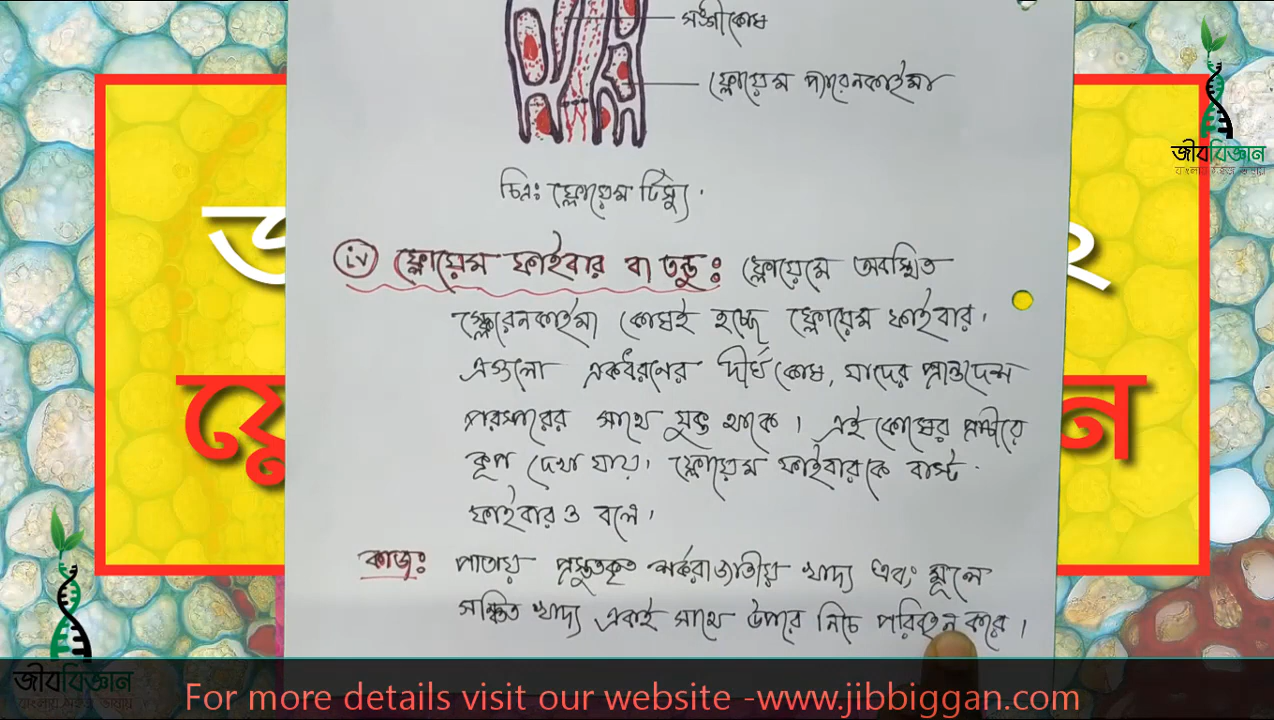 সঙ্গীকোষ
ফ্লোয়েম প্যারেনকাইমা
জীববিজ্ঞান
বাংলায় সহজ ভাষায়
চিত্রঃ ফ্লোয়েম টিস্যু।
iv ফ্লোয়েম ফাইবার বা তন্তুঃ ফ্লোয়েমে অবস্থিত
স্ক্লেরেনকাইমা কোষই হচ্ছে ফ্লোয়েম ফাইবার।
এগুলো একধরনের দীর্ঘ কোষ, যাদের প্রান্তদেশ
পরস্পরের সাথে যুক্ত থাকে। এই কোষের প্রাচীরে
কূপ দেখা যায়। ফ্লোয়েম ফাইবারকে বাস্ট
ফাইবারও বলে।
কাজঃ পাতায় প্রস্তুতকৃত শর্করাজাতীয় খাদ্য এবং মূলে
সঞ্চিত খাদ্য একই সাথে উপরে নিচে পরিবহন করে।
জীববিজ্ঞান
বাংলায় সহজ ভাষায়
For more details visit our website -www.jibbiggan.com